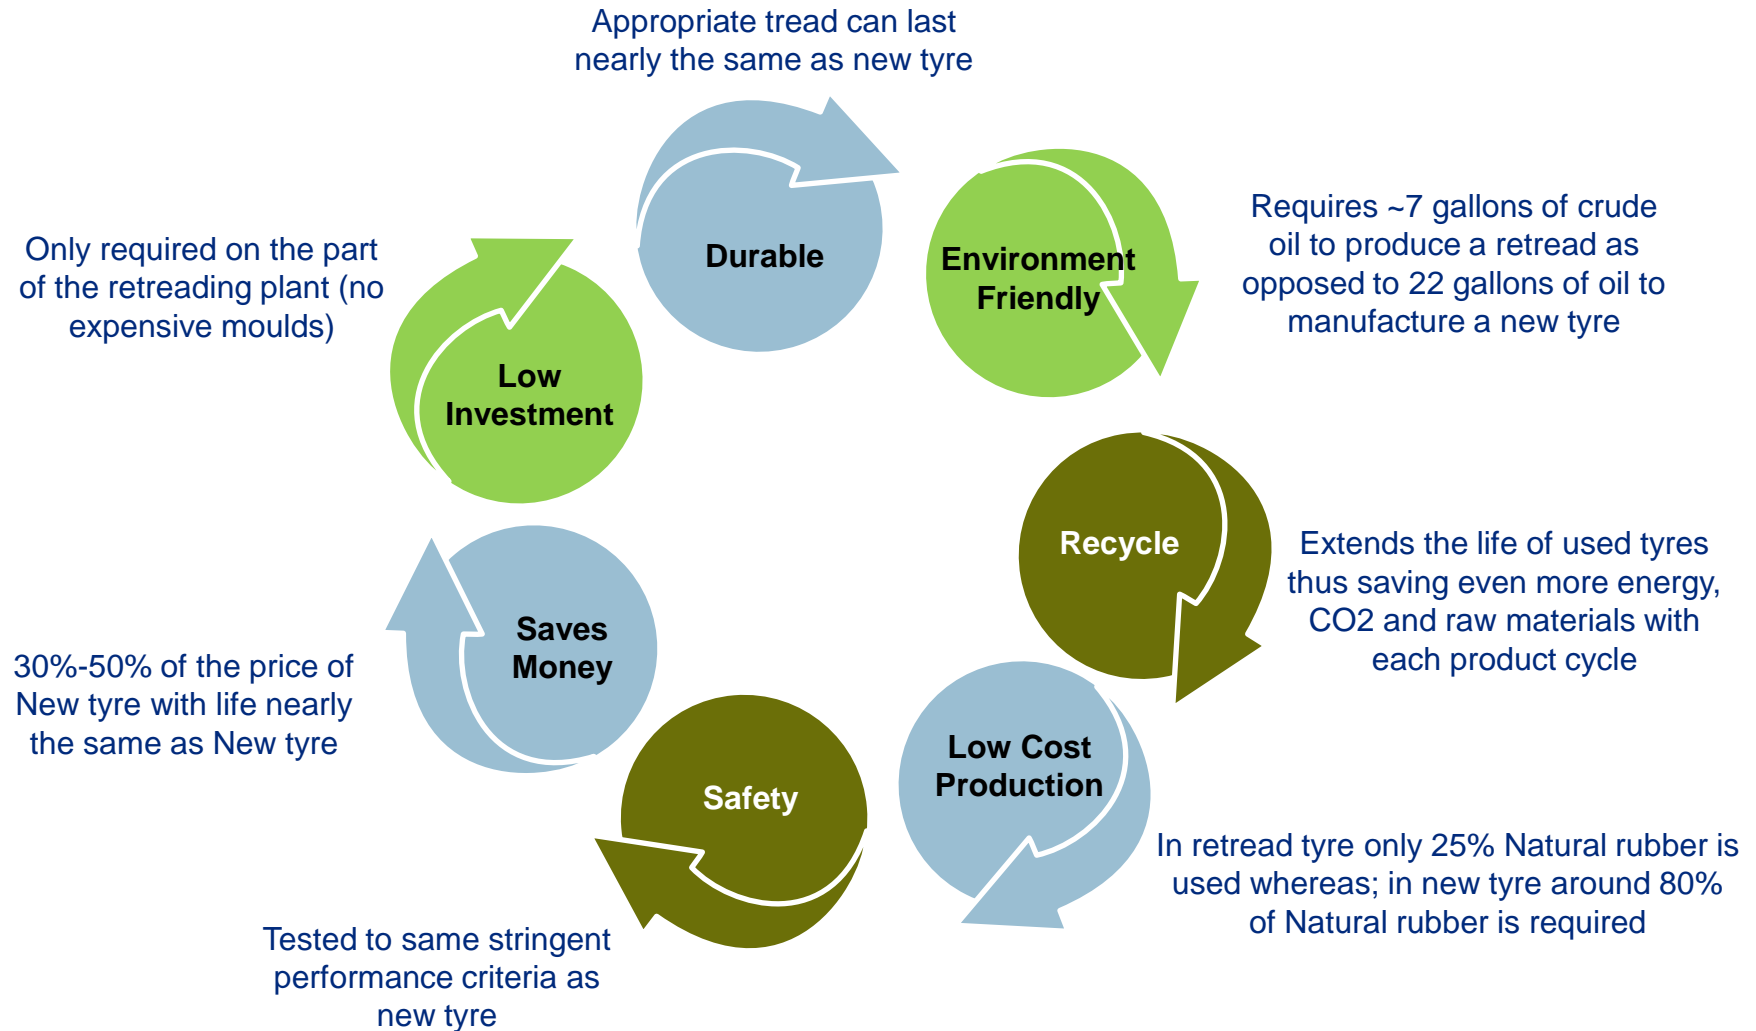 Appropriate tread can last
nearly the same as new tyre
Durable
Environment
Friendly
Requires ~7 gallons of crude
oil to produce a retread as
opposed to 22 gallons of oil to
manufacture a new tyre
Recycle
Extends the life of used tyres
thus saving even more energy,
CO2 and raw materials with
each product cycle
Low Cost
Production
In retread tyre only 25% Natural rubber is
used whereas; in new tyre around 80%
of Natural rubber is required
Safety
Tested to same stringent
performance criteria as
new tyre
Saves
Money
30%-50% of the price of
New tyre with life nearly
the same as New tyre
Low
Investment
Only required on the part
of the retreading plant (no
expensive moulds)